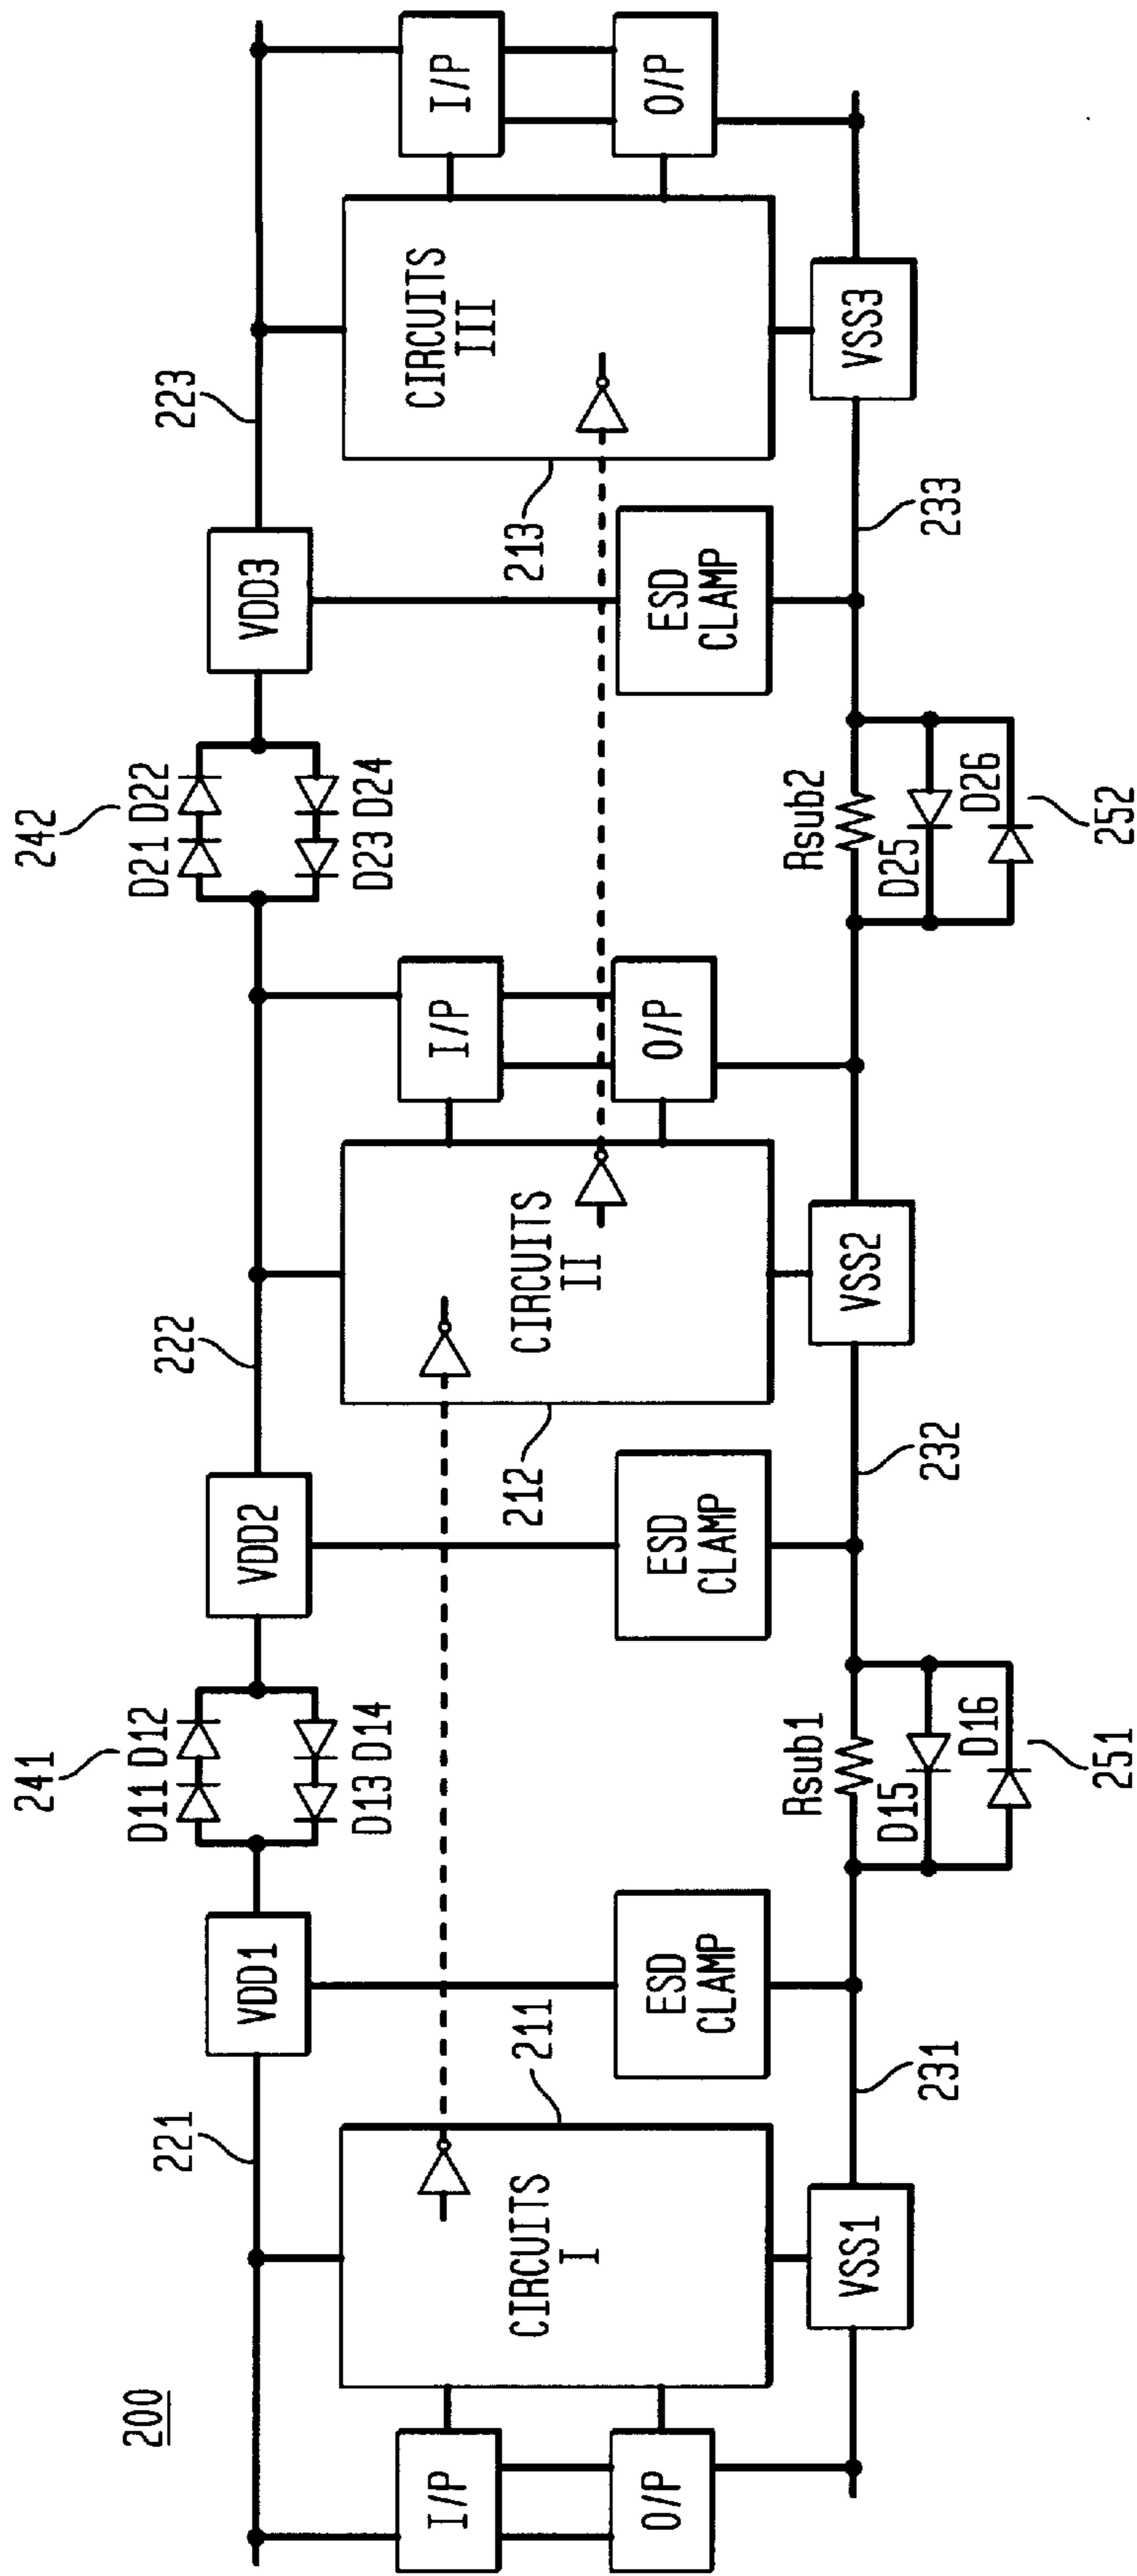 200
241
242
D11 D12
D21 D22
221
VDD1
VDD2
222
VDD3
223
D13 D14
D23 D24
I/P
CIRCUITS
I
211
212
CIRCUITS
II
I/P
213
CIRCUITS
III
I/P
O/P
ESD
CLAMP
ESD
CLAMP
O/P
ESD
CLAMP
O/P
VSS1
231
Rsub1
232
VSS2
Rsub2
233
VSS3
D15
D16
D25
D26
251
252